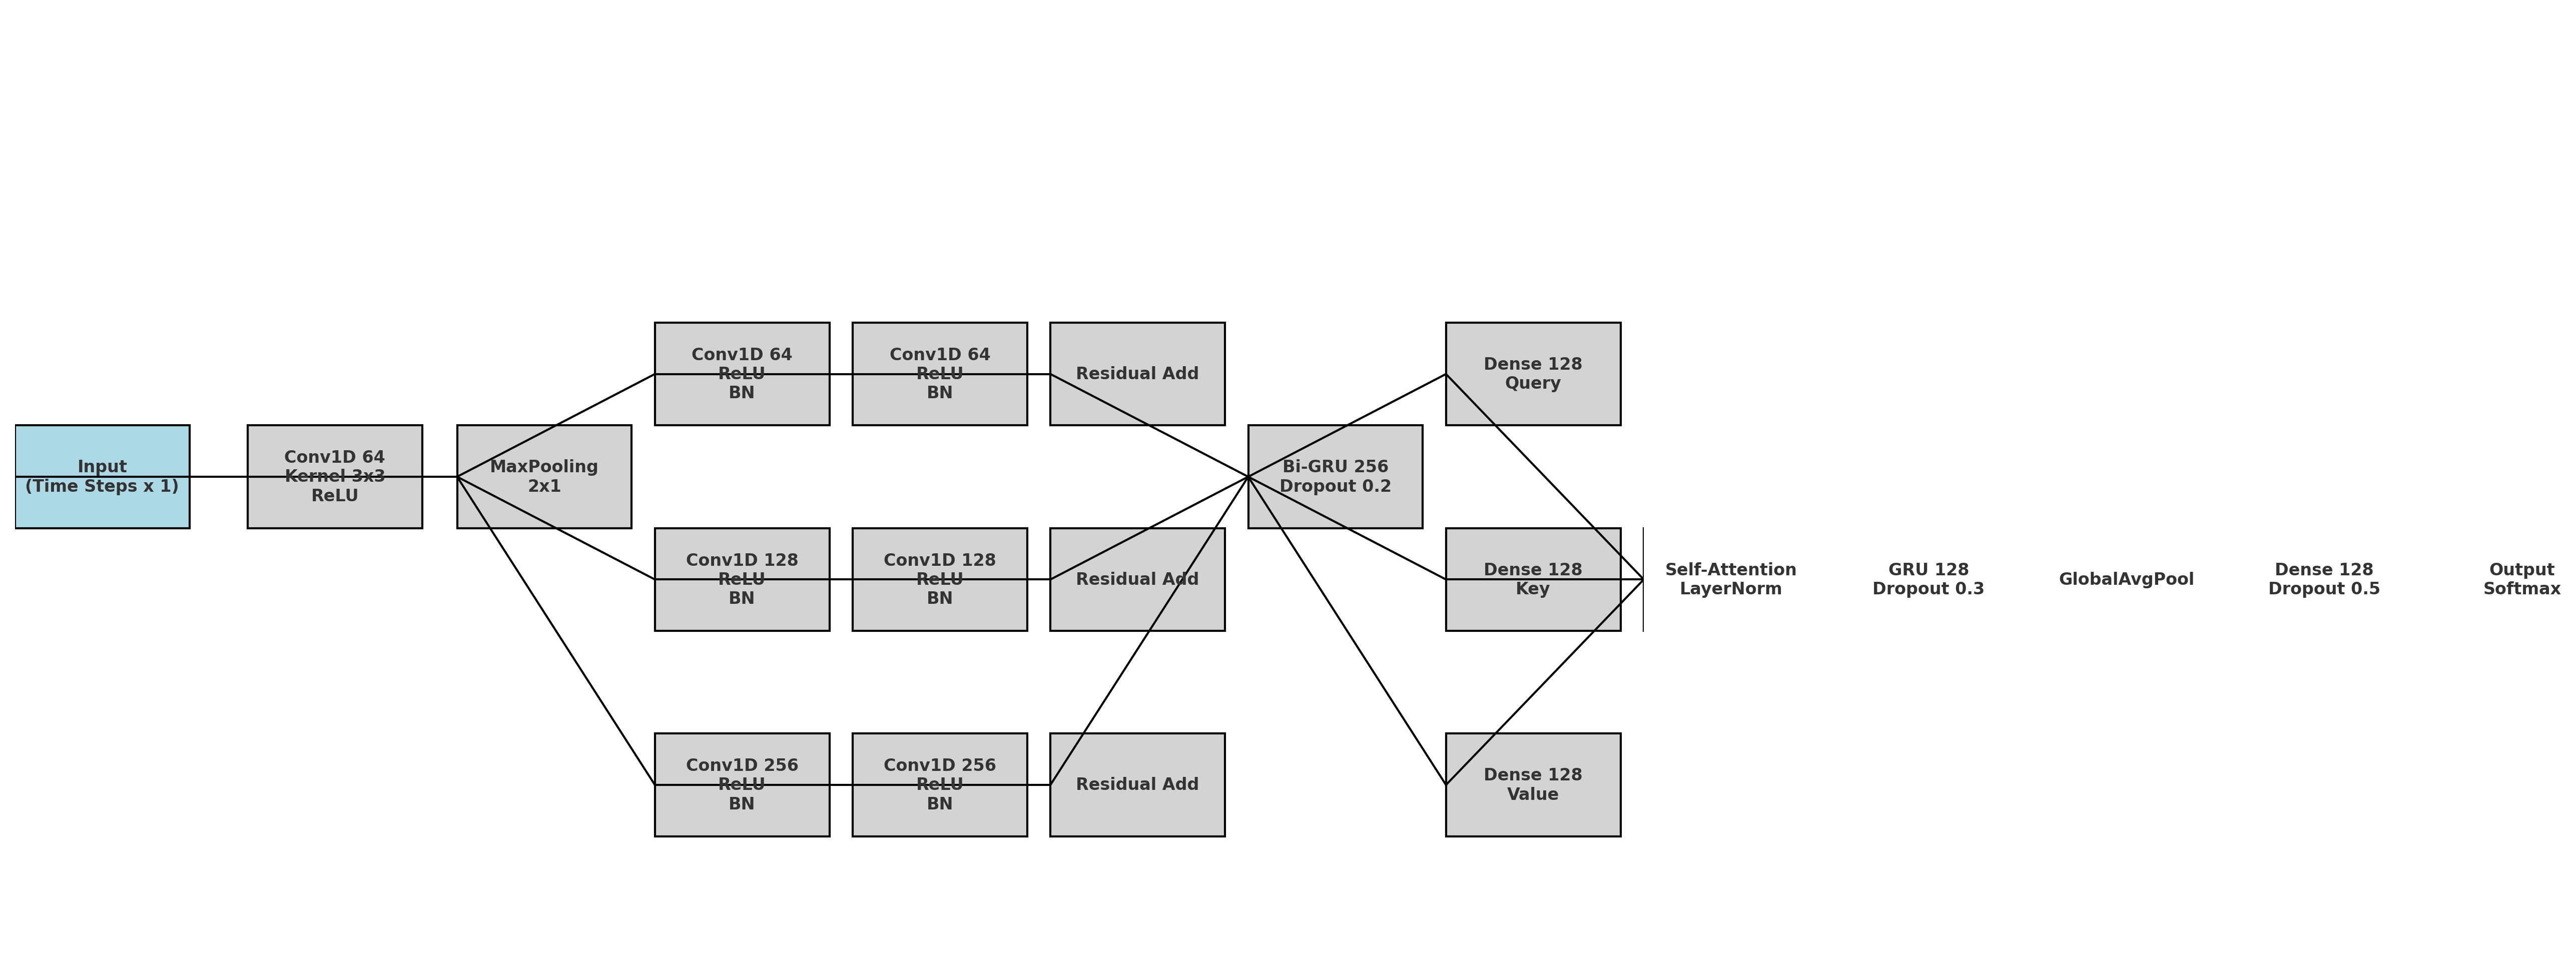 Input
(Time Steps x 1)
Conv1D 64
Kernel 3x3
ReLU
MaxPooling
2x1
Conv1D 64
ReLU
BN
Conv1D 64
ReLU
BN
Residual Add
Conv1D 128
ReLU
BN
Conv1D 128
ReLU
BN
Residual Add
Conv1D 256
ReLU
BN
Conv1D 256
ReLU
BN
Residual Add
Bi-GRU 256
Dropout 0.2
Dense 128
Query
Dense 128
Key
Dense 128
Value
Self-Attention
LayerNorm
GRU 128
Dropout 0.3
GlobalAvgPool
Dense 128
Dropout 0.5
Output
Softmax